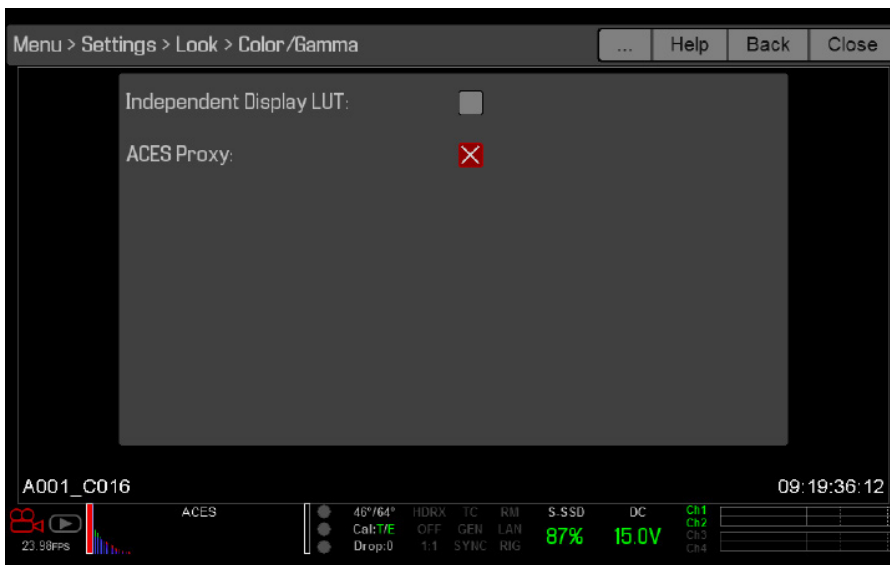 Menu > Settings > Look > Color/Gamma ... Help Back Close
Independent Display LUT:
ACES Proxy:
A001_C016 09:19:36:12
ACES 46°/64° HDRX TC RM S-SSD DC Ch1
Cal:T/E OFF GEN LAN 87% 15.0V Ch2
23.98FPS Drop:0 1:1 SYNC RIG Ch3
Ch4